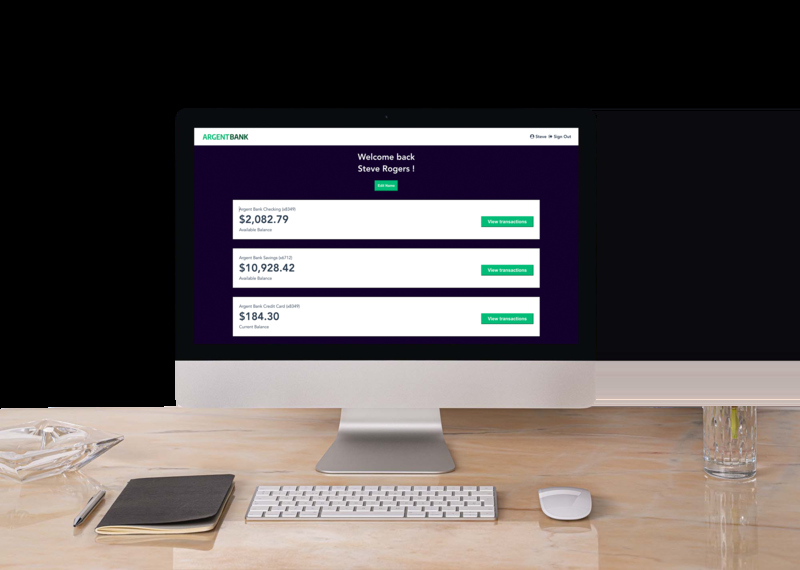 ARGENTBANK
Steve Sign Out
Welcome back
Steve Rogers !
Edit Name
Argent Bank Checking (x8349)
$2,082.79
Available Balance
View transactions
Argent Bank Savings (x6712)
$10,928.42
Available Balance
View transactions
Argent Bank Credit Card (x8349)
$184.30
Current Balance
View transactions